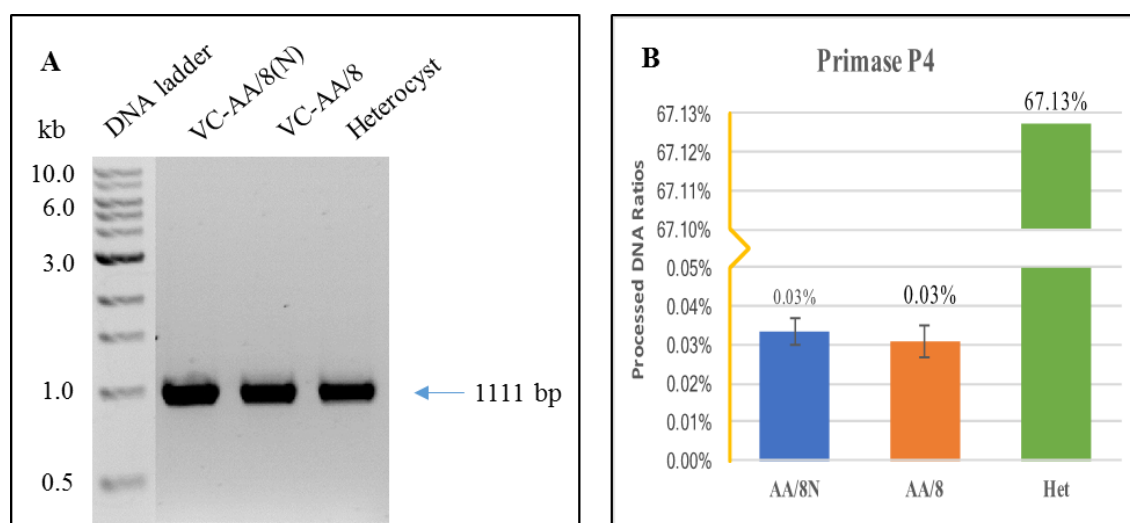 A
DNA ladder
VC-AA/8(N)
VC-AA/8
Heterocyst
kb
10.0
6.0
3.0
1.0
0.5
1111 bp
B
Primase P4
Processed DNA Ratios
67.13%
67.12%
67.11%
67.10%
0.05%
0.04%
0.03%
0.02%
0.01%
0.00%
0.03%
0.03%
67.13%
AA/8N
AA/8
Het